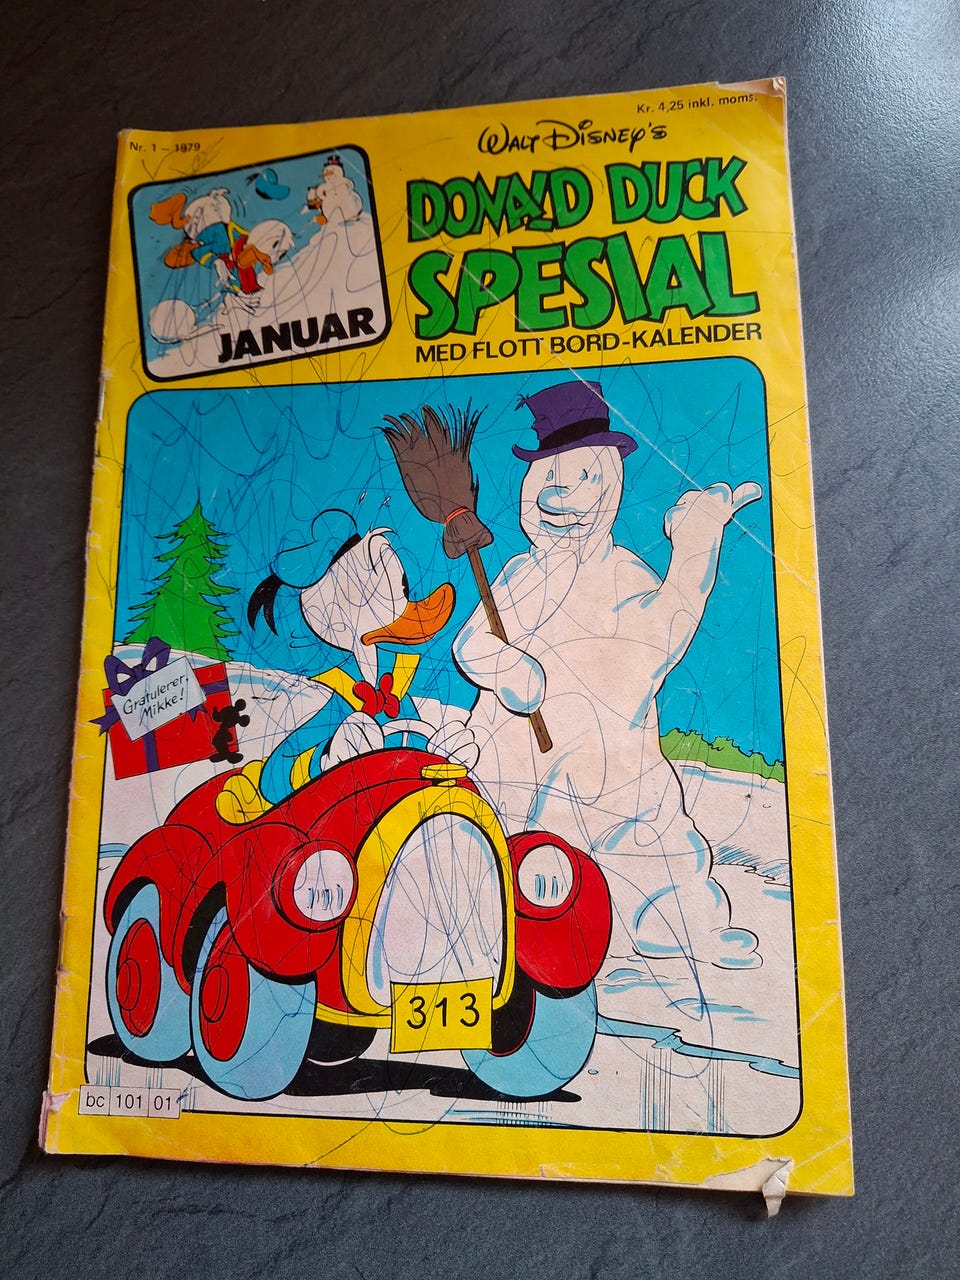 Kr. 4,25 inkl. moms.
Nr. 1 - 1979
WALT DISNEY'S
DONALD DUCK
SPESIAL
MED FLOTT BORD-KALENDER
JANUAR
Gratulerer,
Mikke!
313
bc 101 01